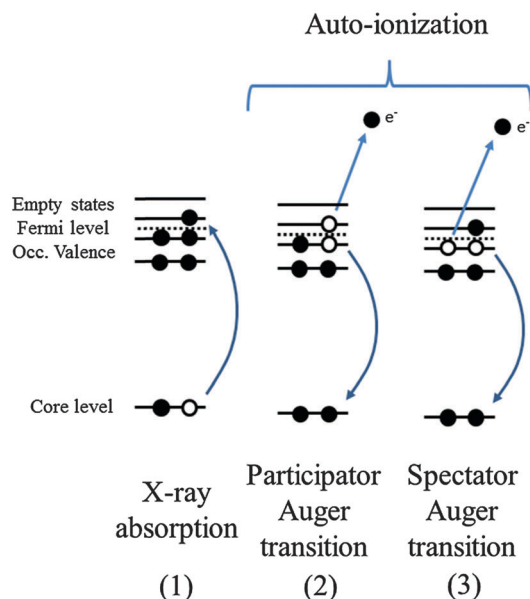 Auto-ionization
e-
e-
Empty states
Fermi level
Occ. Valence
Core level
X-ray
absorption
(1)
Participator
Auger
transition
(2)
Spectator
Auger
transition
(3)